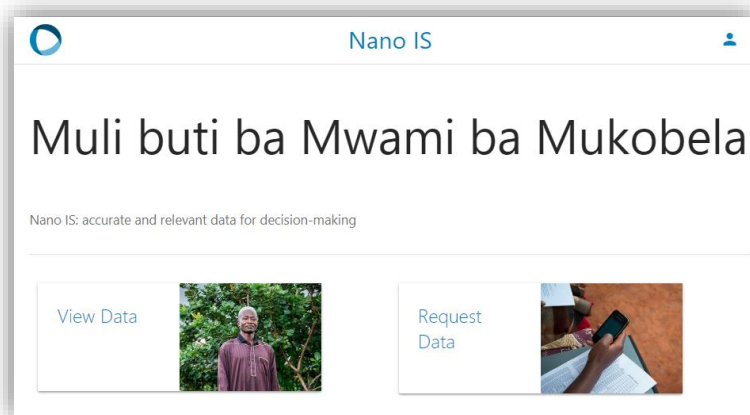 Nano IS
Muli buti ba Mwami ba Mukobela
Nano IS: accurate and relevant data for decision-making
View Data
Request
Data